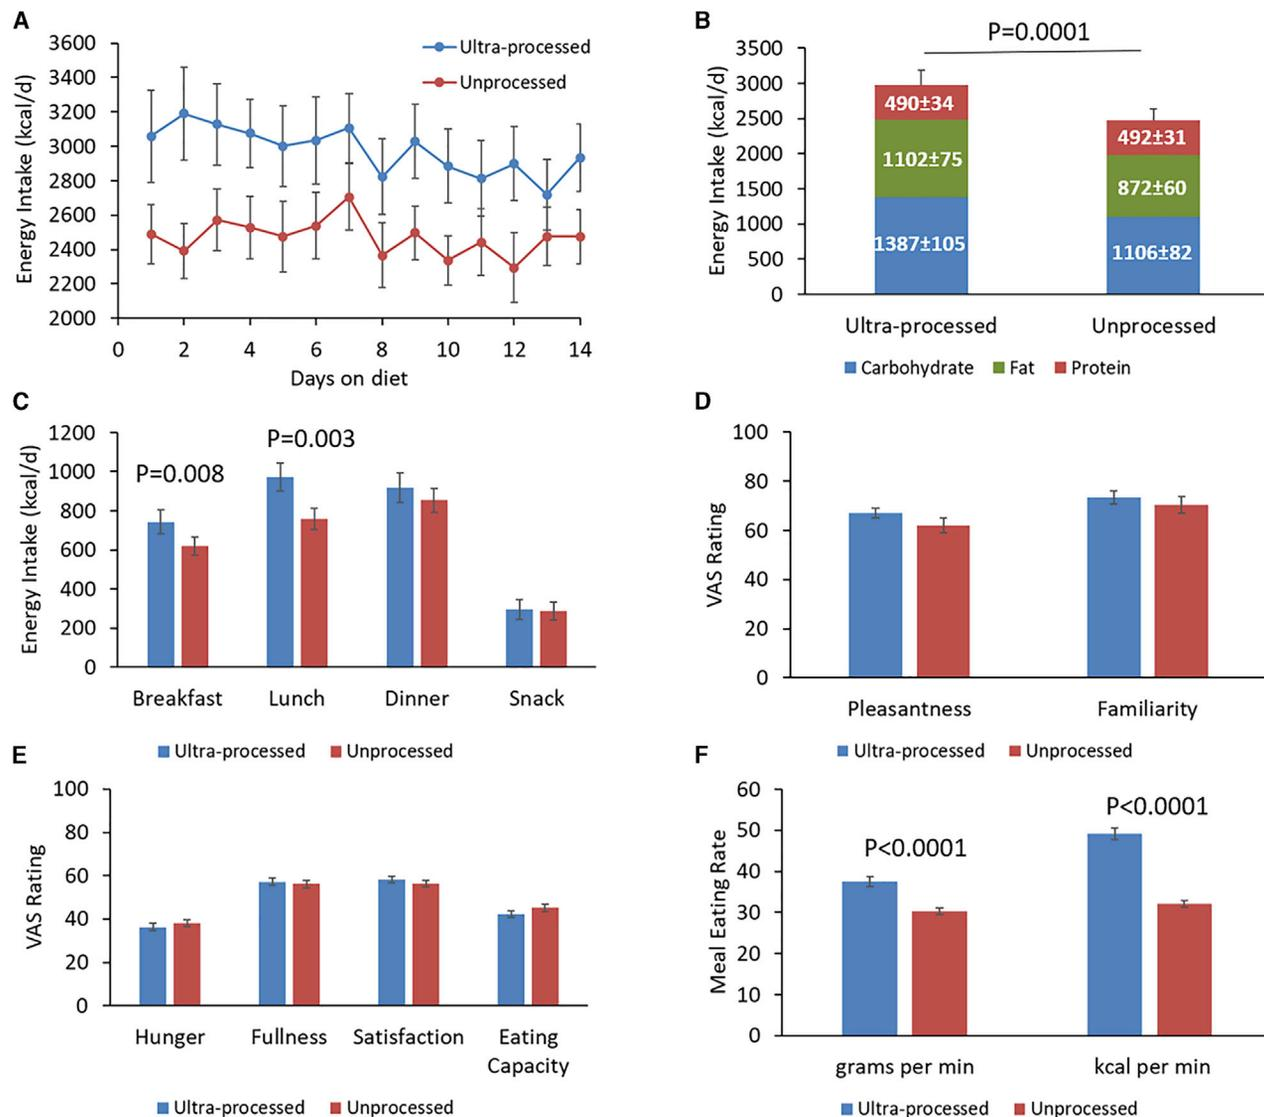 A
Energy Intake (kcal/d)
3600
3400
3200
3000
2800
2600
2400
2200
2000
Ultra-processed
Unprocessed
0 2 4 6 8 10 12 14
Days on diet
B
P=0.0001
Energy Intake (kcal/d)
3500
3000
2500
2000
1500
1000
500
0
490±34
1102±75
1387±105
492±31
872±60
1106±82
Ultra-processed Unprocessed
Carbohydrate Fat Protein
C
Energy Intake (kcal/d)
1200
1000
800
600
400
200
0
P=0.008
P=0.003
Breakfast Lunch Dinner Snack
Ultra-processed Unprocessed
D
VAS Rating
100
80
60
40
20
0
Pleasantness Familiarity
Ultra-processed Unprocessed
E
VAS Rating
100
80
60
40
20
0
Hunger Fullness Satisfaction Eating
Capacity
Ultra-processed Unprocessed
F
Meal Eating Rate
60
50
40
30
20
10
0
P<0.0001
P<0.0001
grams per min kcal per min
Ultra-processed Unprocessed